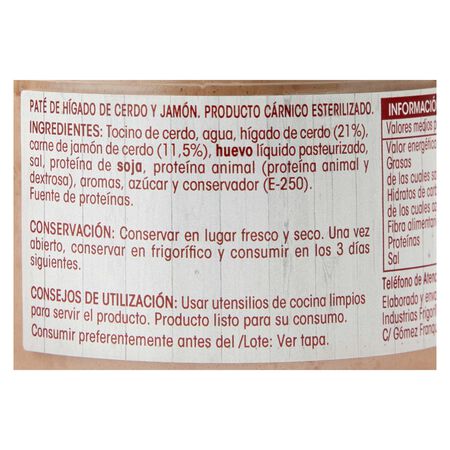 PATÉ DE HÍGADO DE CERDO Y JAMÓN. PRODUCTO CÁRNICO ESTERILIZADO.
INGREDIENTES: Tocino de cerdo, agua, hígado de cerdo (21%),
carne de jamón de cerdo (11,5%), huevo líquido pasteurizado,
sal, proteína de soja, proteína animal (proteína animal y
dextrosa), aromas, azúcar y conservador (E-250).
Fuente de proteínas.
CONSERVACIÓN: Conservar en lugar fresco y seco. Una vez
abierto, conservar en frigorífico y consumir en los 3 días
siguientes.
CONSEJOS DE UTILIZACIÓN: Usar utensilios de cocina limpios
para servir el producto. Producto listo para su consumo.
Consumir preferentemente antes del /Lote: Ver tapa.
INFORMACIÓ
Valores medios p
Valor energétic
Grasas
de las cuales s
Hidratos de car
de los cuales a
Fibra alimentar
Proteínas
Sal
Teléfono de Atenc
Elaborado y enva
Industrias Frigorí
C/ Gómez Franq